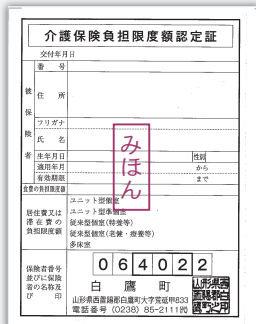 介護保険負担限度額認定証
交付年月日
番 号
被保険者
住 所
フリガナ
氏 名
生年月日 性別
適用年月 から
有効期限 まで
食費の負担限度額
居住費又は滞在費の負担限度額
ユニット型個室
ユニット型準個室
従来型個室(特養等)
従来型個室(老健・療養等)
多床室
みほん
保険者番号並びに保険者の名称及び印
064022
白鷹町
山形県西置賜郡白鷹町大字荒砥甲833
電話番号 (0238) 85-2111㈹